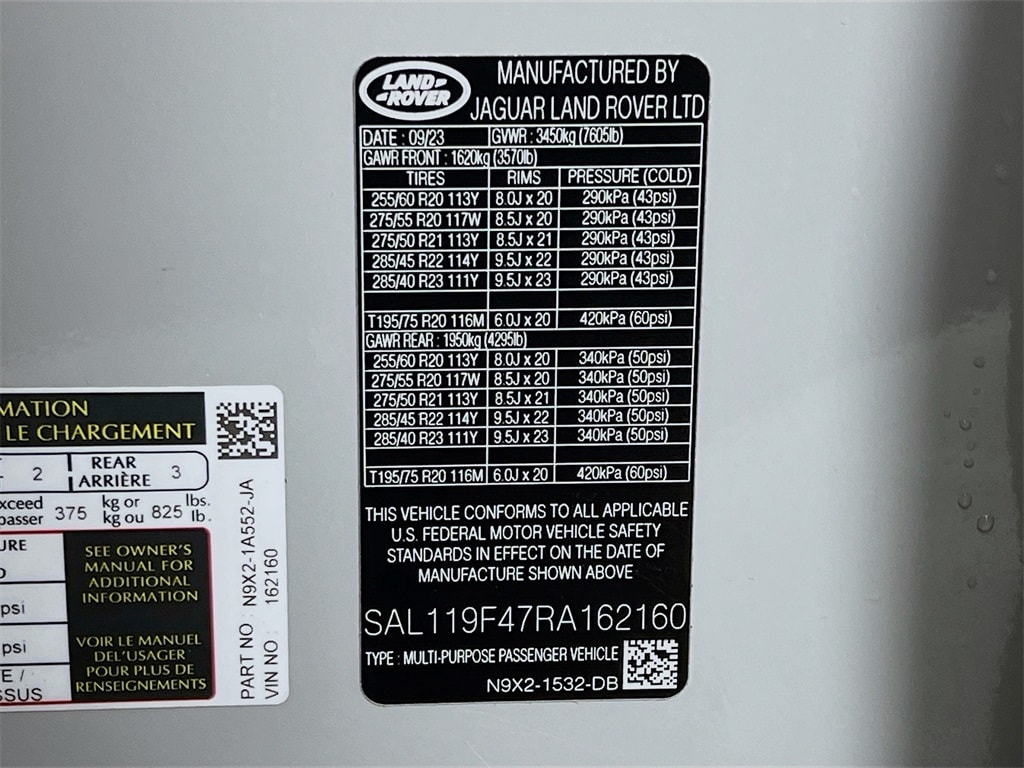 LAND-
-ROVER
MANUFACTURED BY
JAGUAR LAND ROVER LTD
DATE : 09/23 GVWR : 3450kg (7605lb)
GAWR FRONT : 1620kg (3570lb)
TIRES RIMS PRESSURE (COLD)
255/60 R20 113Y 8.0J x 20 290kPa (43psi)
275/55 R20 117W 8.5J x 20 290kPa (43psi)
275/50 R21 113Y 8.5J x 21 290kPa (43psi)
285/45 R22 114Y 9.5J x 22 290kPa (43psi)
285/40 R23 111Y 9.5J x 23 290kPa (43psi)
T195/75 R20 116M 6.0J x 20 420kPa (60psi)
GAWR REAR : 1950kg (4295lb)
255/60 R20 113Y 8.0J x 20 340kPa (50psi)
275/55 R20 117W 8.5J x 20 340kPa (50psi)
275/50 R21 113Y 8.5J x 21 340kPa (50psi)
285/45 R22 114Y 9.5J x 22 340kPa (50psi)
285/40 R23 111Y 9.5J x 23 340kPa (50psi)
T195/75 R20 116M 6.0J x 20 420kPa (60psi)
THIS VEHICLE CONFORMS TO ALL APPLICABLE
U.S. FEDERAL MOTOR VEHICLE SAFETY
STANDARDS IN EFFECT ON THE DATE OF
MANUFACTURE SHOWN ABOVE
SAL119F47RA162160
TYPE : MULTI-PURPOSE PASSENGER VEHICLE
N9X2-1532-DB
MATION
LE CHARGEMENT
2 REAR 3
ARRIÈRE
xceed 375 kg or 825 lbs.
passer kg ou lb.
URE
SEE OWNER'S
MANUAL FOR
ADDITIONAL
INFORMATION
psi
psi
VOIR LE MANUEL
DEL'USAGER
POUR PLUS DE
RENSEIGNEMENTS
E /
SSUS
PART NO : N9X2-1A552-JA
VIN NO : 162160